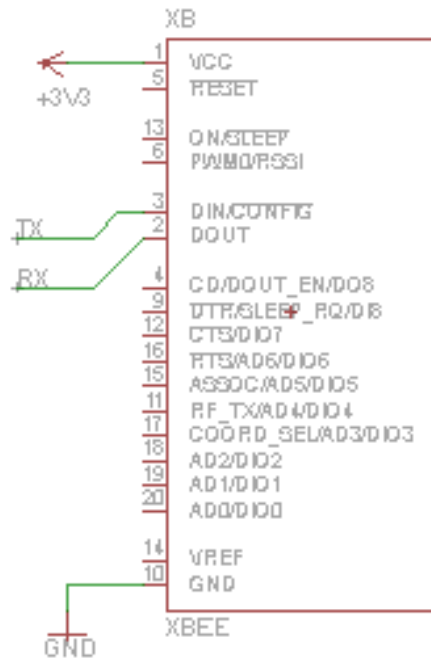 XB
1 VCC
+3V3
5 RESET
13 ON/SLEEP
6 PWM0/RSSI
3 DIN/CONFIG
TX
2 DOUT
RX
4 CD/DOUT_EN/DO8
9 DTR/SLEEP_RQ/DI8
12 CTS/DIO7
16 RTS/AD6/DIO6
15 ASSOC/AD5/DIO5
11 RF_TX/AD4/DIO4
17 COORD_SEL/AD3/DIO3
18 AD2/DIO2
19 AD1/DIO1
20 AD0/DIO0
14 VREF
10 GND
XBEE
GND